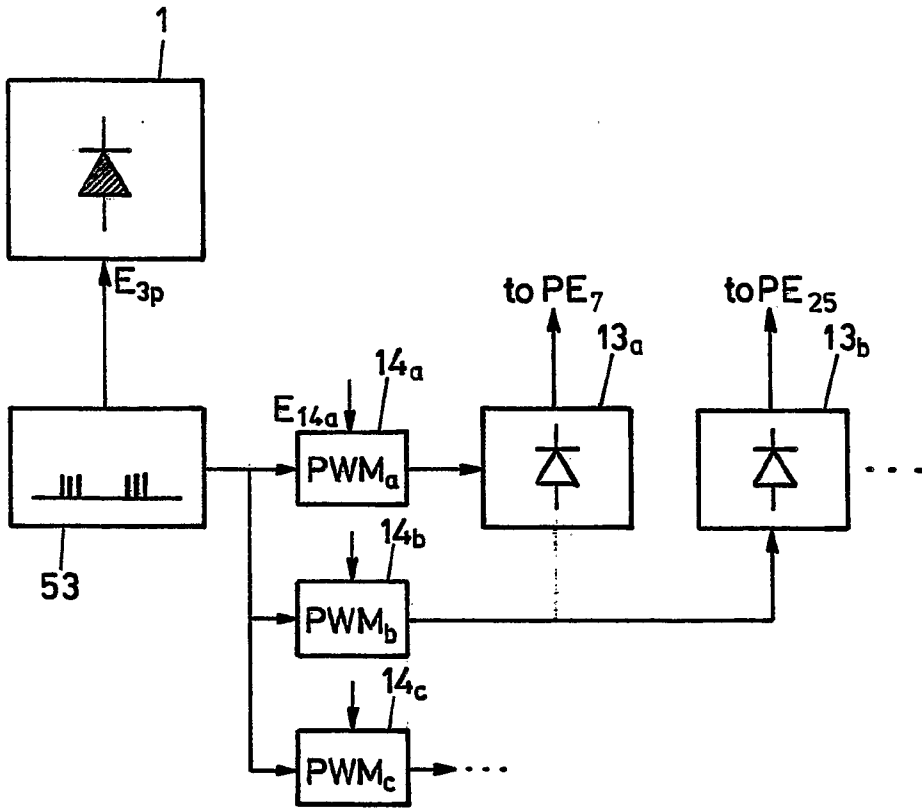 1
E3p
to PE7
to PE25
13a
13b
14a
E14a
PWMa
53
14b
PWMb
14c
PWMc